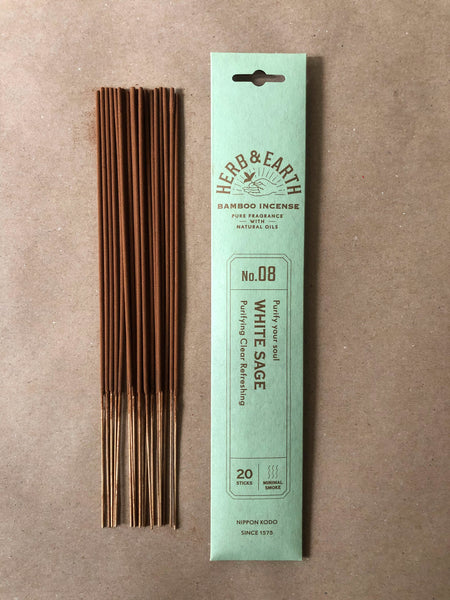 HERB & EARTH
BAMBOO INCENSE
PURE FRAGRANCE
WITH
NATURAL OILS
No.08
Purify your soul
WHITE SAGE
Purifying Clear Refreshing
20
STICKS
MINIMAL
SMOKE
NIPPON KODO
SINCE 1575